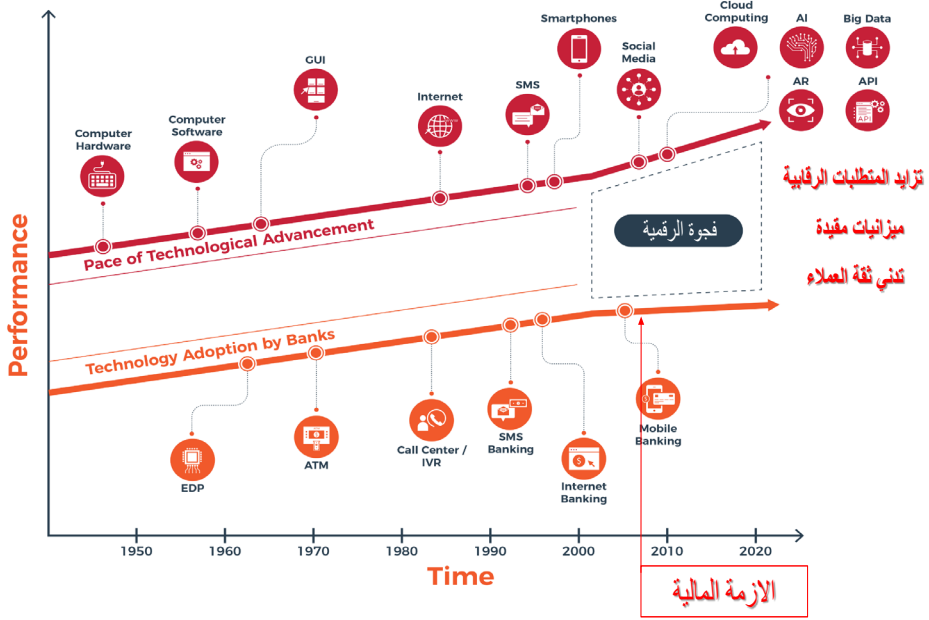 Cloud
Computing
AI
Big Data
Smartphones
Social
Media
GUI
SMS
Internet
AR
API
API
Computer
Software
Computer
Hardware
تزايد المتطلبات الرقابية
ميزانيات مقيدة
تدني ثقة العملاء
فجوة الرقمية
Pace of Technological Advancement
Performance
Technology Adoption by Banks
EDP
ATM
Call Center /
IVR
SMS
Banking
Internet
Banking
Mobile
Banking
1950
1960
1970
1980
1990
2000
2010
2020
Time
الازمة المالية